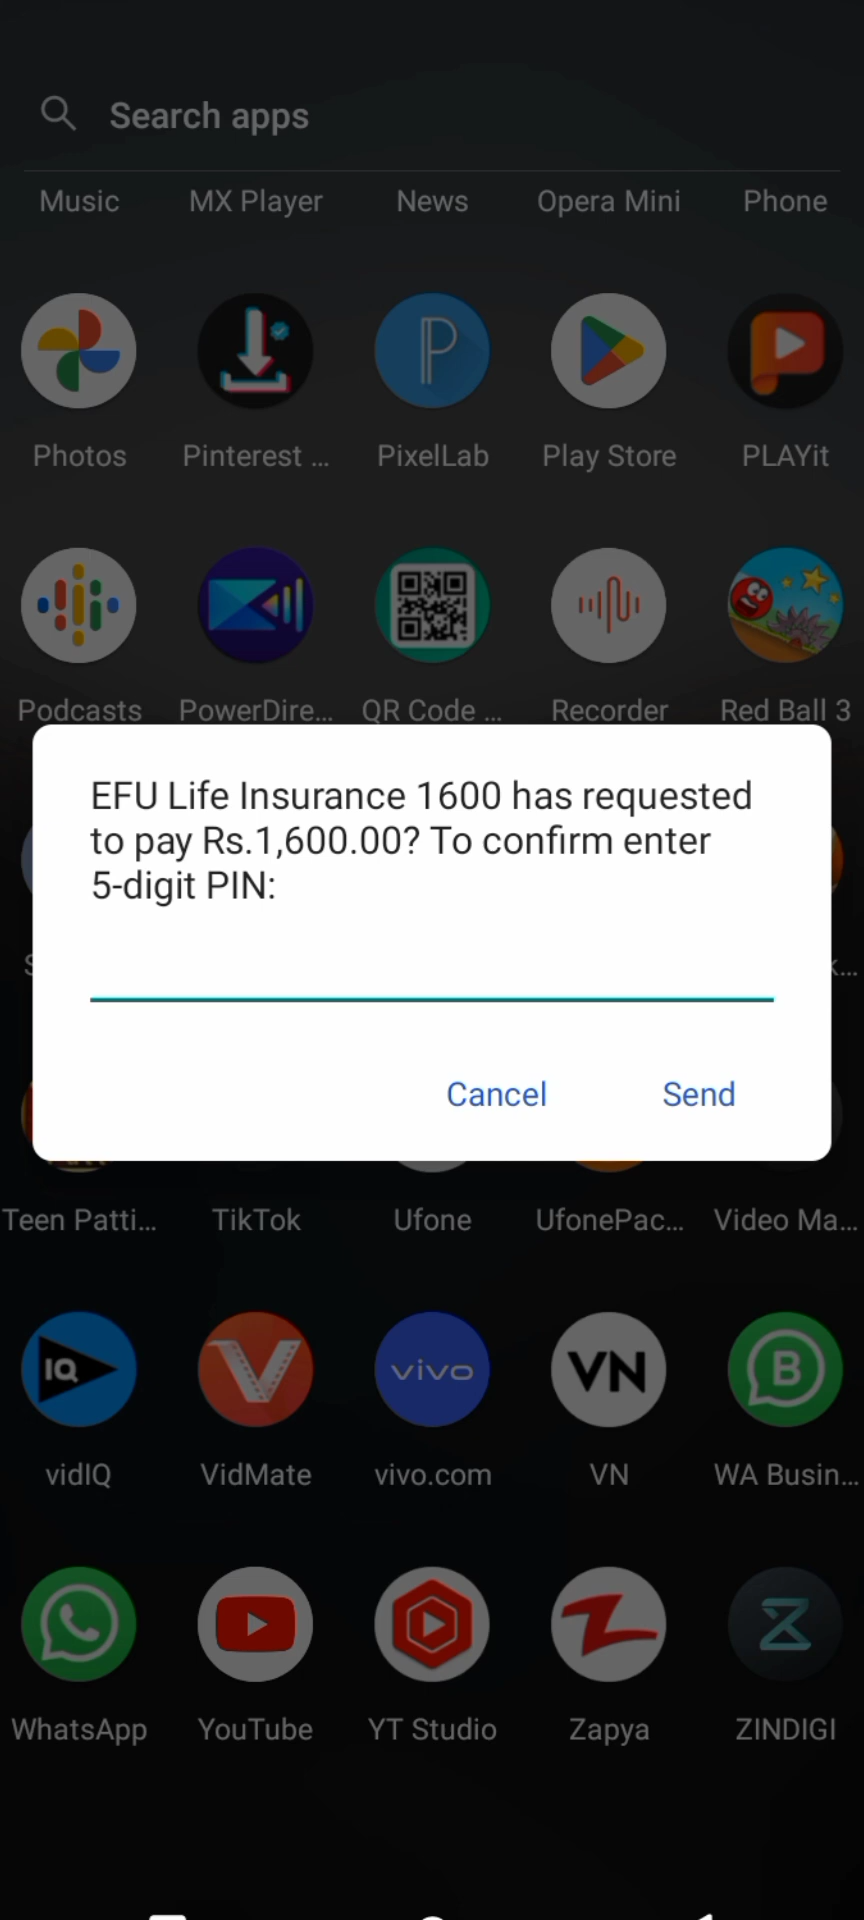 Search apps
Music MX Player News Opera Mini Phone
Photos Pinterest ... PixelLab Play Store PLAYit
Podcasts PowerDire... QR Code ... Recorder Red Ball 3
EFU Life Insurance 1600 has requested
to pay Rs.1,600.00? To confirm enter
5-digit PIN:
Cancel Send
Teen Patti... TikTok Ufone UfonePac... Video Ma...
IQ vivo VN B
vidIQ VidMate vivo.com VN WA Busin...
WhatsApp YouTube YT Studio Zapya ZINDIGI